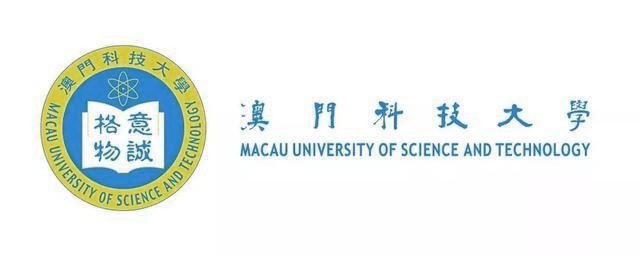 澳門科技大學
意誠
格物
MACAU UNIVERSITY OF SCIENCE AND TECHNOLOGY
澳門科技大學
MACAU UNIVERSITY OF SCIENCE AND TECHNOLOGY